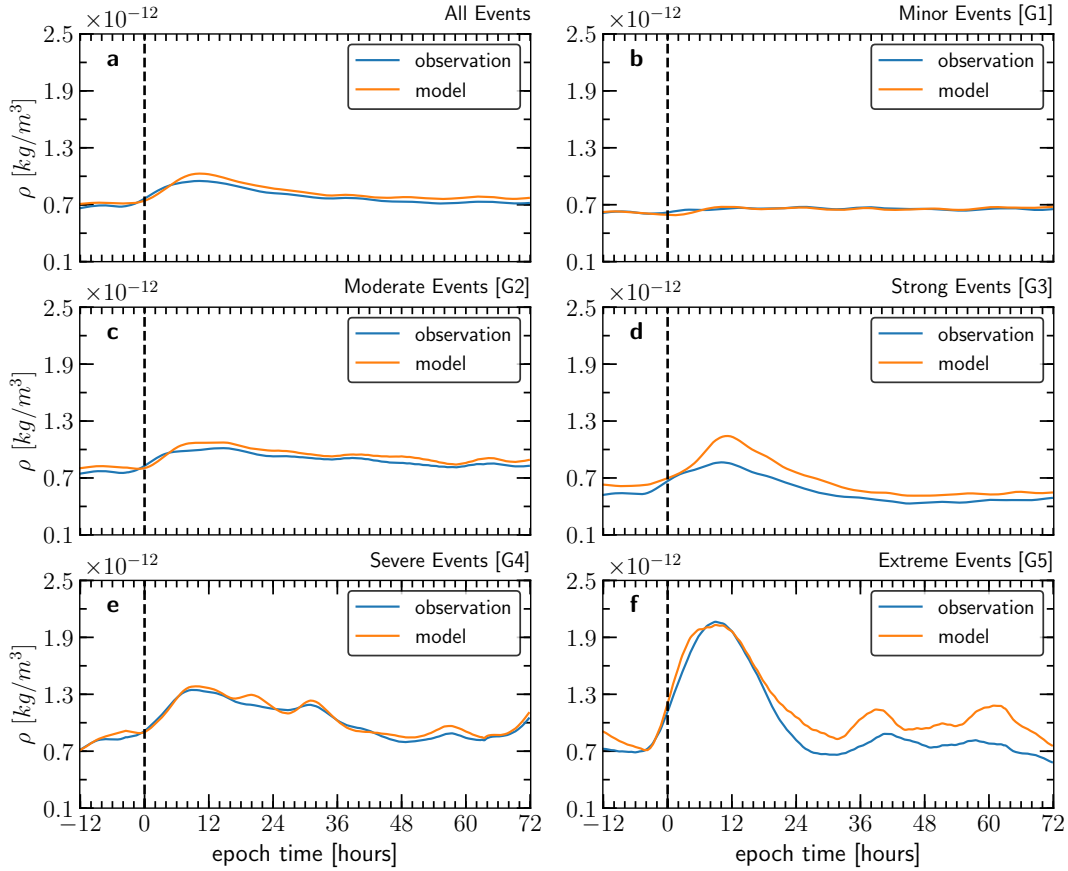 ×10⁻¹² All Events ×10⁻¹² Minor Events [G1]
2.5 a observation model 2.5 b observation model
1.9 1.9
1.3 1.3
0.7 0.7
0.1 0.1
ρ [kg/m³]
×10⁻¹² Moderate Events [G2] ×10⁻¹² Strong Events [G3]
2.5 c observation model 2.5 d observation model
1.9 1.9
1.3 1.3
0.7 0.7
0.1 0.1
ρ [kg/m³]
×10⁻¹² Severe Events [G4] ×10⁻¹² Extreme Events [G5]
2.5 e observation model 2.5 f observation model
1.9 1.9
1.3 1.3
0.7 0.7
0.1 0.1
ρ [kg/m³]
−12 0 12 24 36 48 60 72 −12 0 12 24 36 48 60 72
epoch time [hours] epoch time [hours]